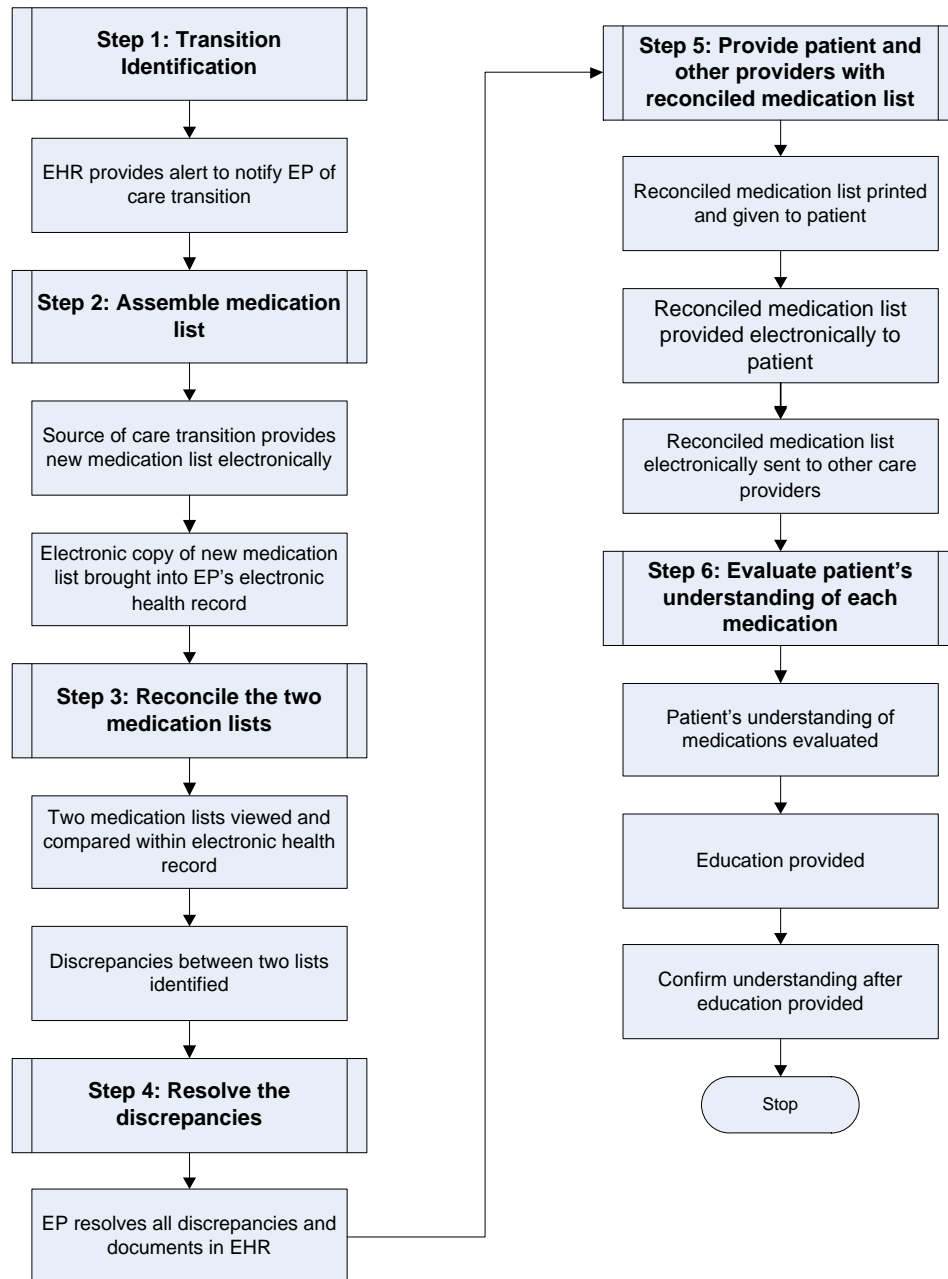 Step 1: Transition
Identification
EHR provides alert to notify EP of
care transition
Step 2: Assemble medication
list
Source of care transition provides
new medication list electronically
Electronic copy of new medication
list brought into EP’s electronic
health record
Step 3: Reconcile the two
medication lists
Two medication lists viewed and
compared within electronic health
record
Discrepancies between two lists
identified
Step 4: Resolve the
discrepancies
EP resolves all discrepancies and
documents in EHR
Step 5: Provide patient and
other providers with
reconciled medication list
Reconciled medication list printed
and given to patient
Reconciled medication list
provided electronically to
patient
Reconciled medication list
electronically sent to other care
providers
Step 6: Evaluate patient’s
understanding of each
medication
Patient’s understanding of
medications evaluated
Education provided
Confirm understanding after
education provided
Stop